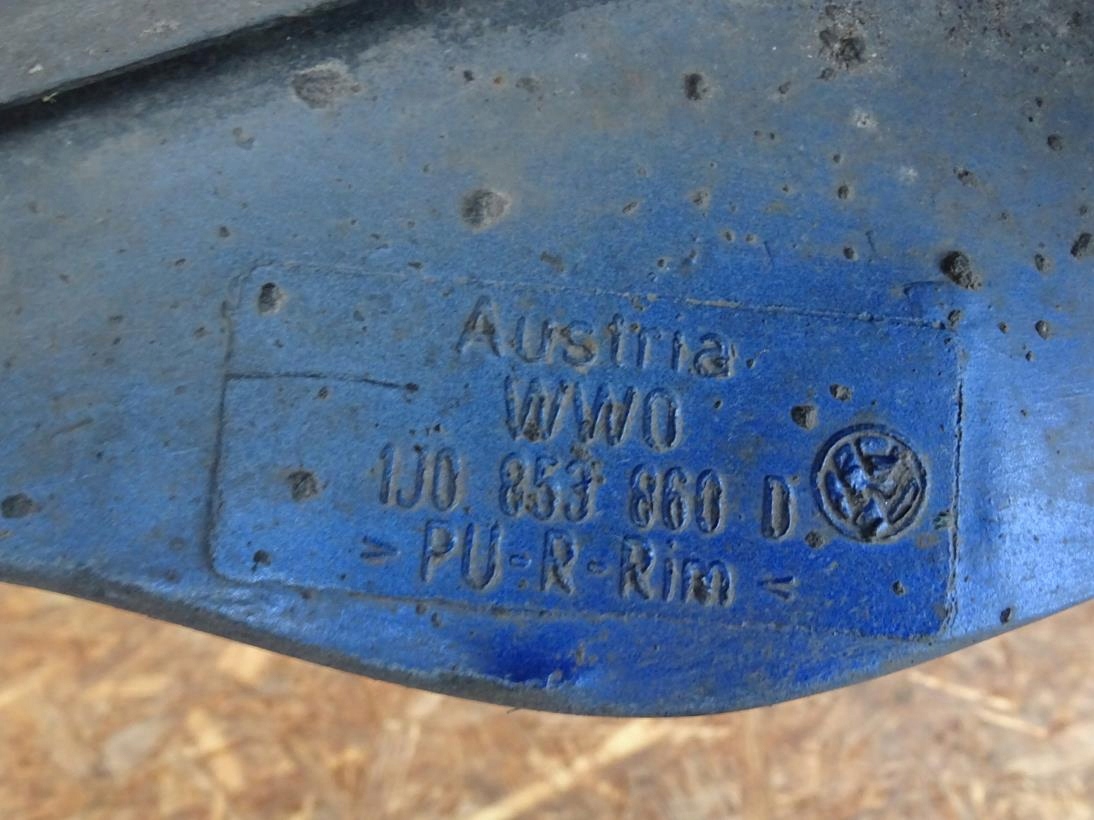 Austria
WWO
1J0 853 860 D
> PU-R-Rim <